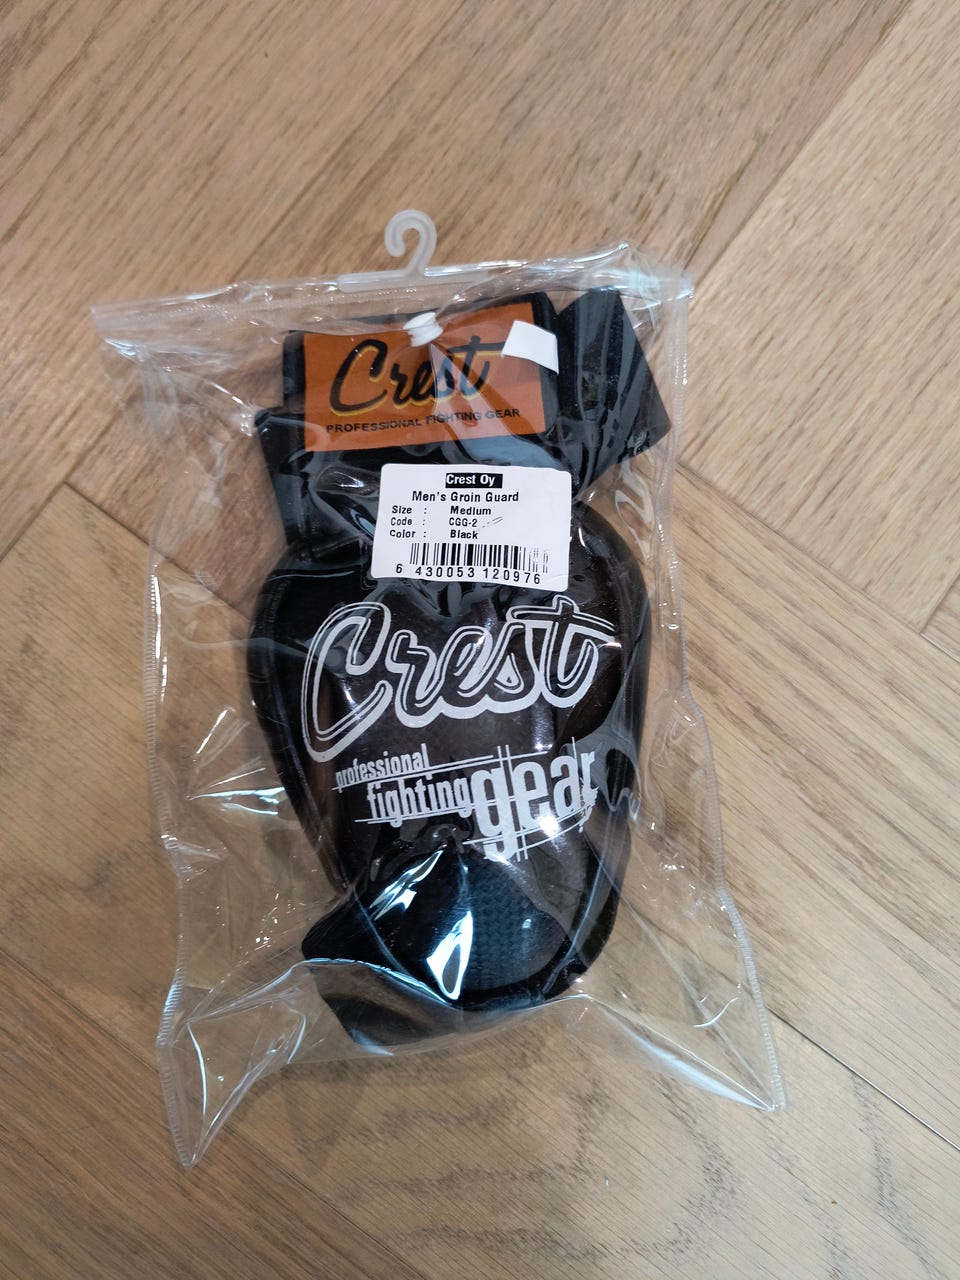 Crest
PROFESSIONAL FIGHTING GEAR
Crest Oy
Men's Groin Guard
Size : Medium
Code : CGG-2
Color : Black
6 430053 120976
Crest
professional
fighting gear